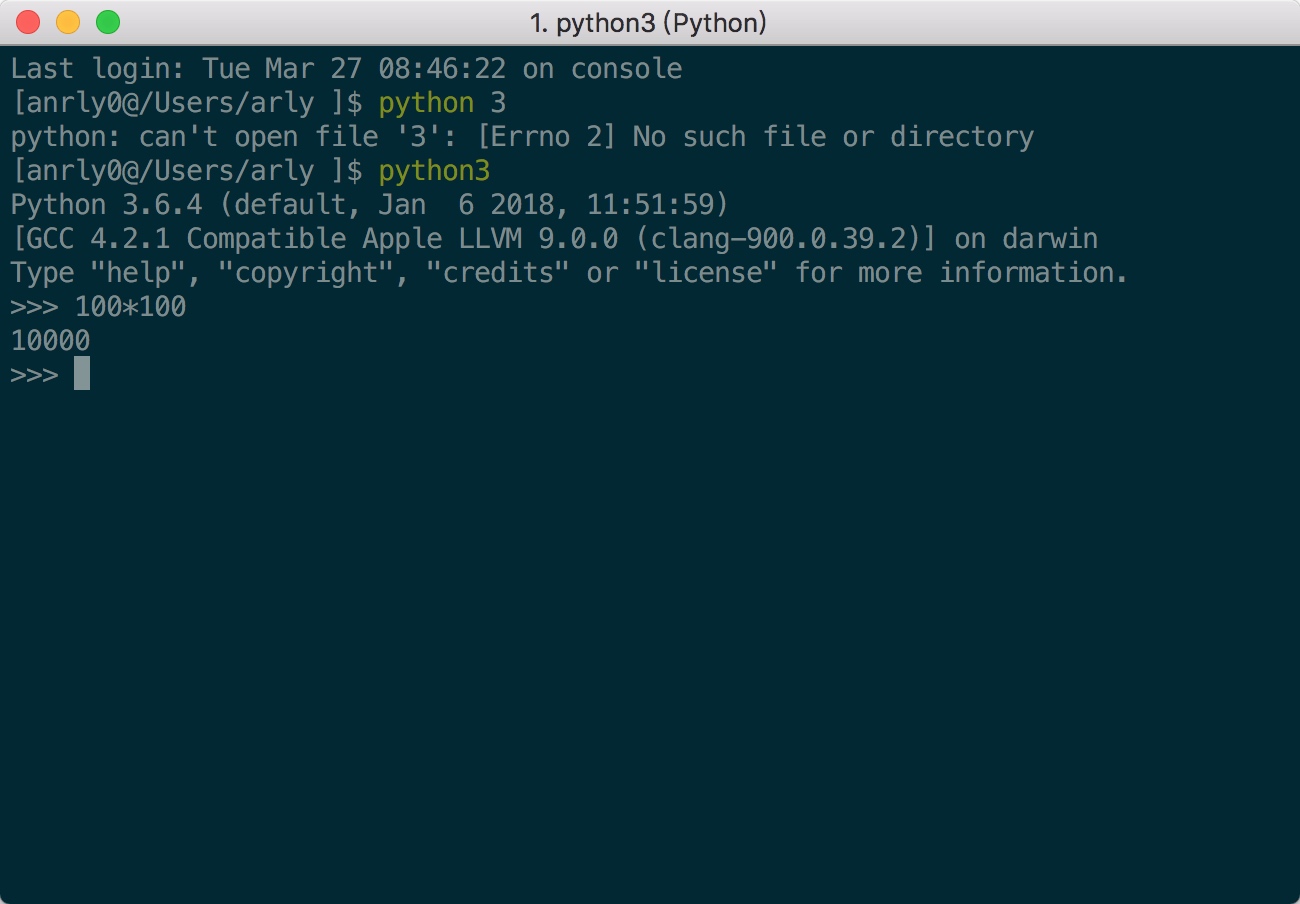 1. python3 (Python)
Last login: Tue Mar 27 08:46:22 on console
[anrly0@/Users/arly ]$ python 3
python: can't open file '3': [Errno 2] No such file or directory
[anrly0@/Users/arly ]$ python3
Python 3.6.4 (default, Jan  6 2018, 11:51:59)
[GCC 4.2.1 Compatible Apple LLVM 9.0.0 (clang-900.0.39.2)] on darwin
Type "help", "copyright", "credits" or "license" for more information.
>>> 100*100
10000
>>>